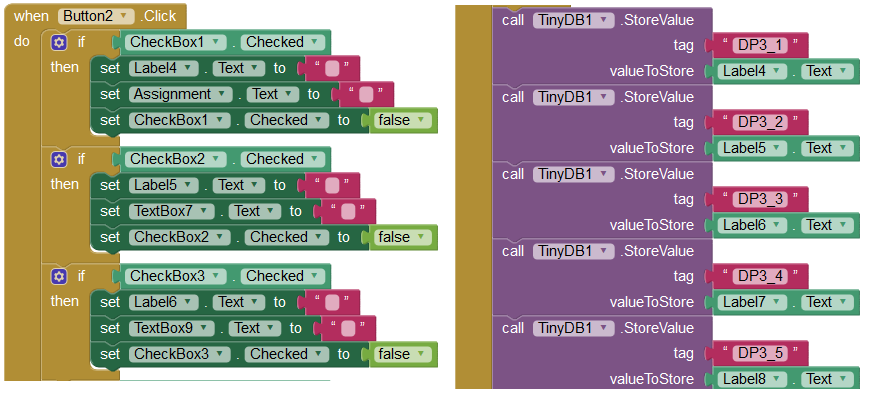 when Button2 .Click
do if CheckBox1 . Checked
then set Label4 . Text to " "
set Assignment . Text to " "
set CheckBox1 . Checked to false
if CheckBox2 . Checked
then set Label5 . Text to " "
set TextBox7 . Text to " "
set CheckBox2 . Checked to false
if CheckBox3 . Checked
then set Label6 . Text to " "
set TextBox9 . Text to " "
set CheckBox3 . Checked to false
call TinyDB1 .StoreValue
tag " DP3_1 "
valueToStore Label4 . Text
call TinyDB1 .StoreValue
tag " DP3_2 "
valueToStore Label5 . Text
call TinyDB1 .StoreValue
tag " DP3_3 "
valueToStore Label6 . Text
call TinyDB1 .StoreValue
tag " DP3_4 "
valueToStore Label7 . Text
call TinyDB1 .StoreValue
tag " DP3_5 "
valueToStore Label8 . Text